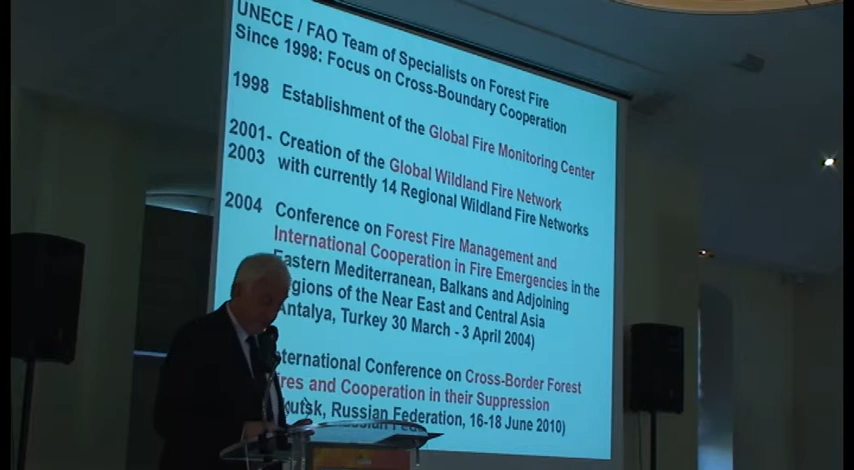 UNECE / FAO Team of Specialists on Forest Fire
Since 1998: Focus on Cross-Boundary Cooperation
1998 Establishment of the Global Fire Monitoring Center
2001- Creation of the Global Wildland Fire Network
2003 with currently 14 Regional Wildland Fire Networks
2004 Conference on Forest Fire Management and
International Cooperation in Fire Emergencies in the
Eastern Mediterranean, Balkans and Adjoining
egions of the Near East and Central Asia
Antalya, Turkey 30 March - 3 April 2004)
nternational Conference on Cross-Border Forest
ires and Cooperation in their Suppression
kutsk, Russian Federation, 16-18 June 2010)